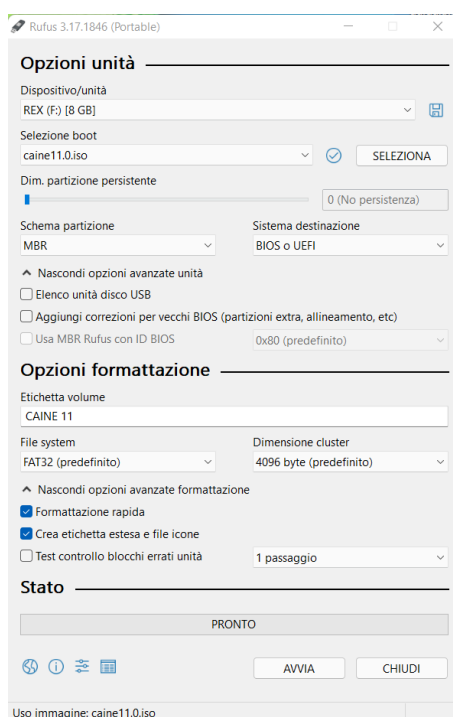 Rufus 3.17.1846 (Portable)
Opzioni unità
Dispositivo/unità
REX (F:) [8 GB]
Selezione boot
caine11.0.iso
SELEZIONA
Dim. partizione persistente
0 (No persistenza)
Schema partizione Sistema destinazione
MBR BIOS o UEFI
Nascondi opzioni avanzate unità
Elenco unità disco USB
Aggiungi correzioni per vecchi BIOS (partizioni extra, allineamento, etc)
Usa MBR Rufus con ID BIOS 0x80 (predefinito)
Opzioni formattazione
Etichetta volume
CAINE 11
File system Dimensione cluster
FAT32 (predefinito) 4096 byte (predefinito)
Nascondi opzioni avanzate formattazione
Formattazione rapida
Crea etichetta estesa e file icone
Test controllo blocchi errati unità 1 passaggio
Stato
PRONTO
AVVIA CHIUDI
Uso immagine: caine11.0.iso